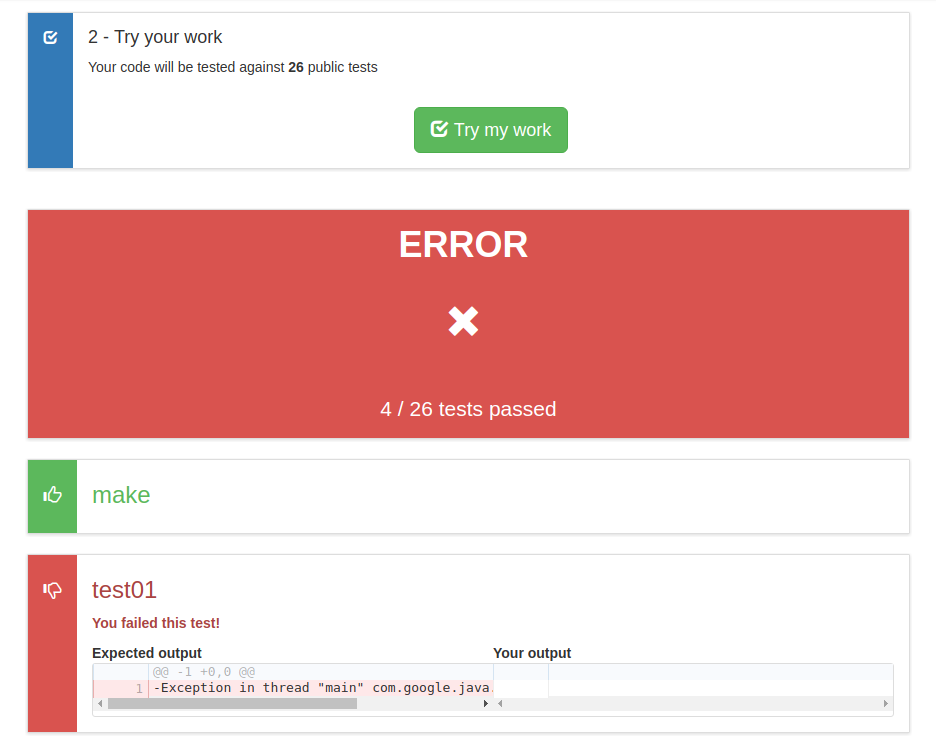 2 - Try your work
Your code will be tested against 26 public tests
Try my work
ERROR
4 / 26 tests passed
make
test01
You failed this test!
Expected output
Your output
@@ -1 +0,0 @@
1 -Exception in thread "main" com.google.java.